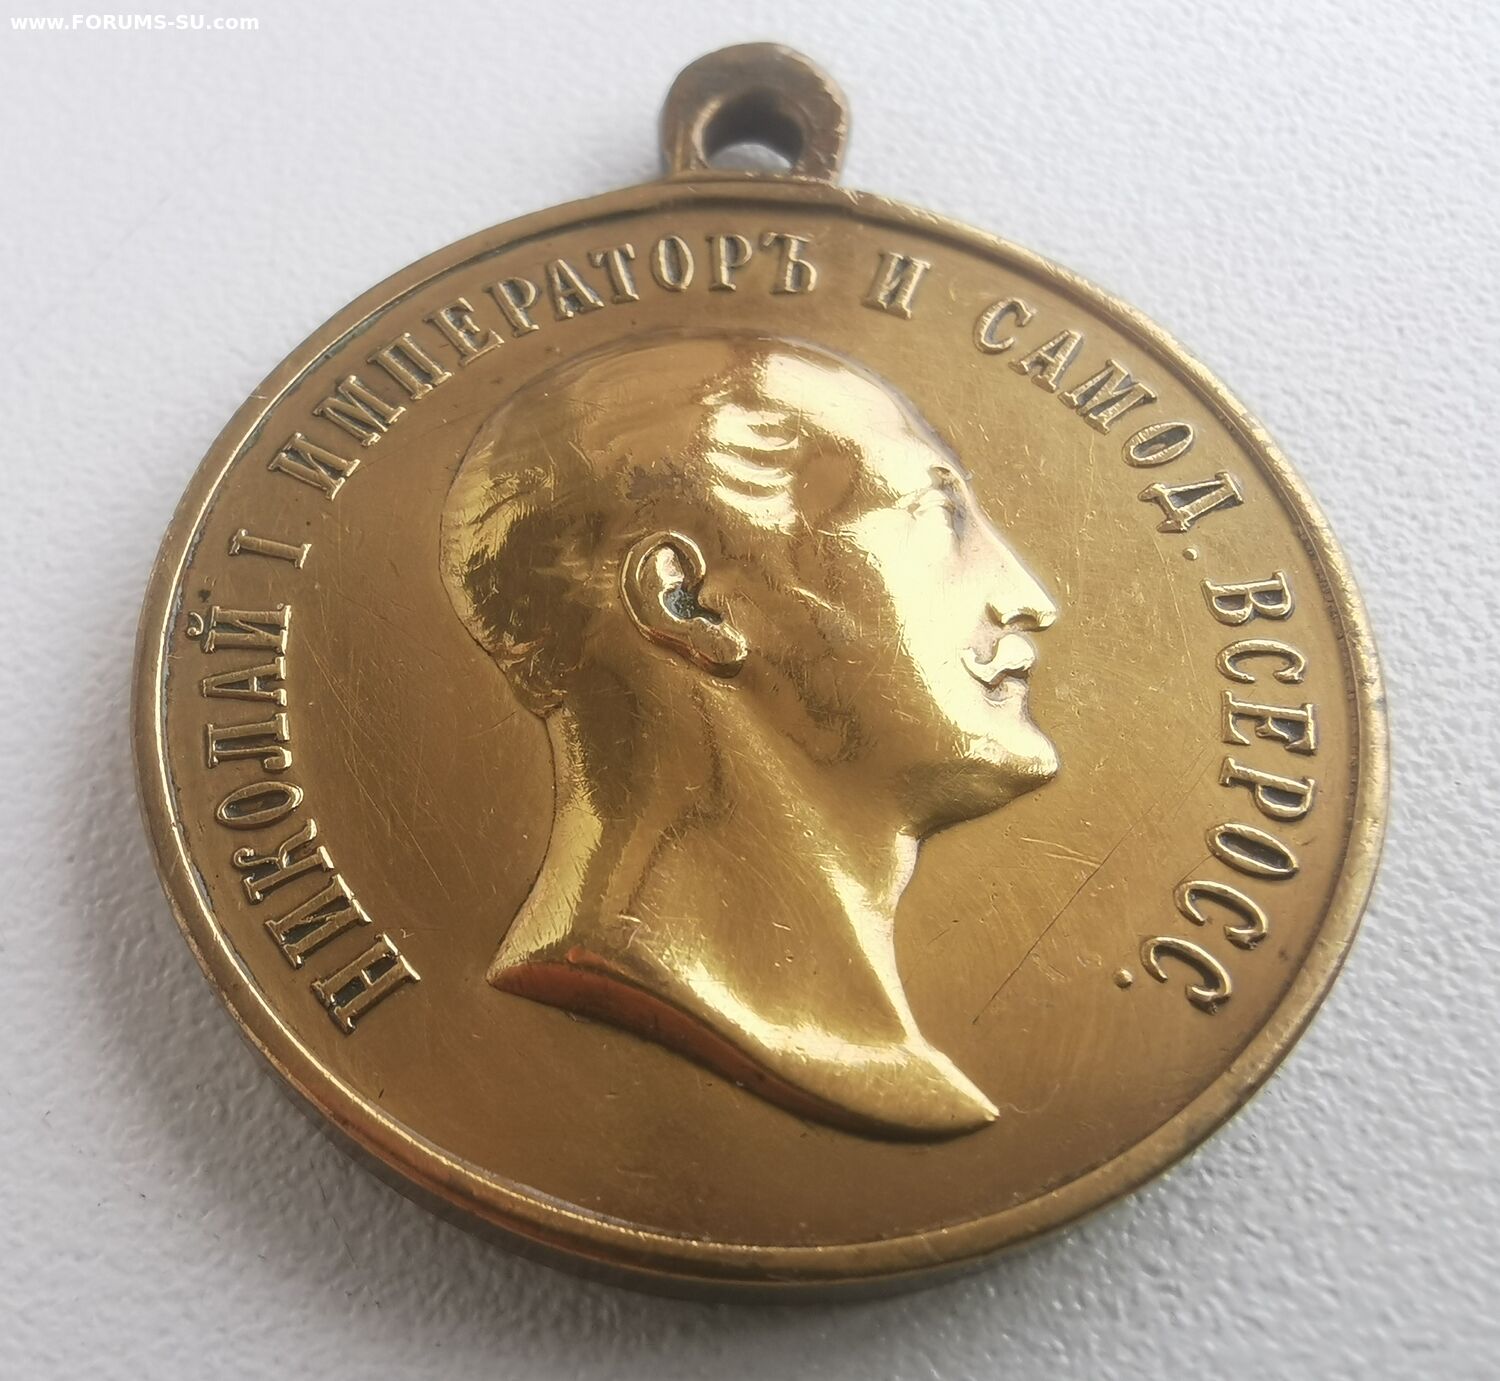 www.FORUMS-SU.com
НИКОЛАЙ I ИМПЕРАТОРЪ И САМОД. ВСЕРОСС.